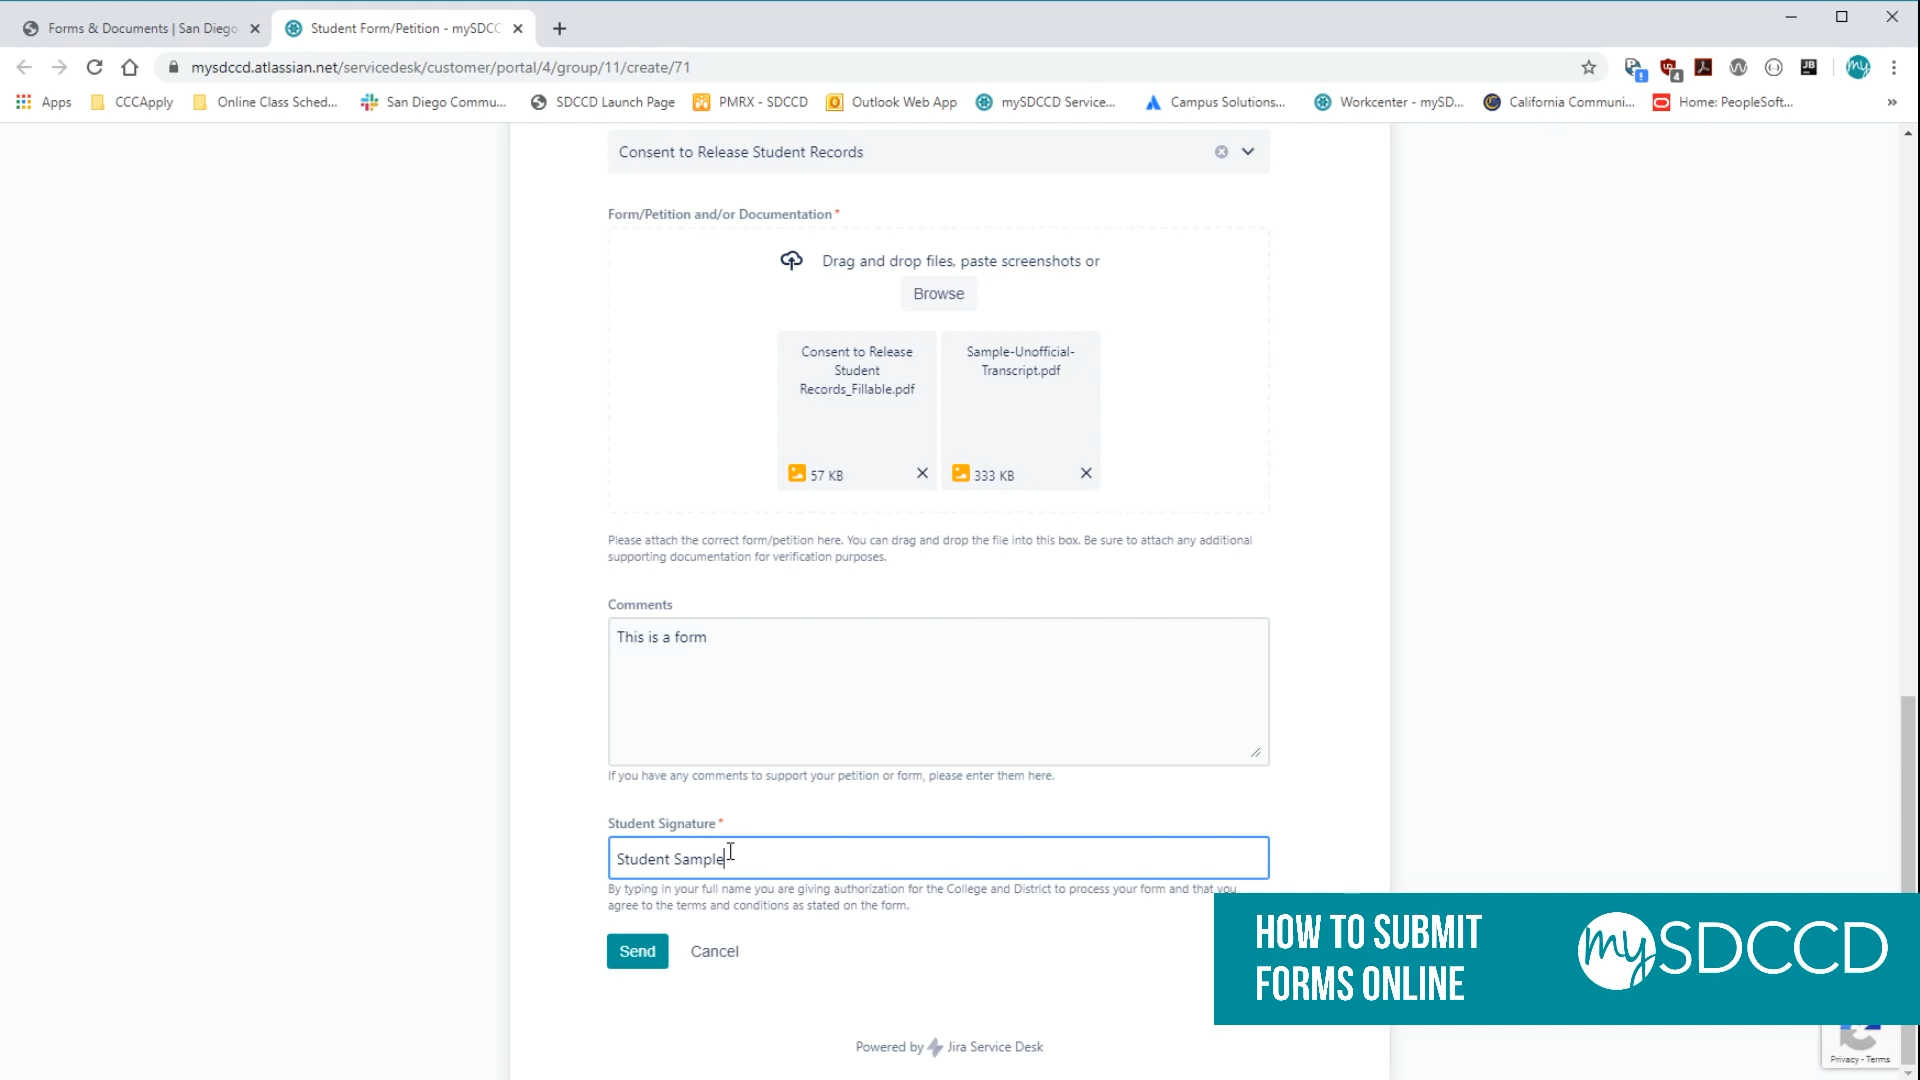 Forms & Documents | San Diego
Student Form/Petition - mySDCC
mysdccd.atlassian.net/servicedesk/customer/portal/4/group/11/create/71
4
JB
my
Apps
CCCApply
Online Class Sched...
San Diego Commu...
SDCCD Launch Page
PMRX - SDCCD
Outlook Web App
mySDCCD Service...
Campus Solutions...
Workcenter - mySD...
California Communi...
Home: PeopleSoft...
»
Consent to Release Student Records
Form/Petition and/or Documentation *
Drag and drop files, paste screenshots or
Browse
Consent to Release
Student
Records_Fillable.pdf
57 KB
Sample-Unofficial-
Transcript.pdf
333 KB
Please attach the correct form/petition here. You can drag and drop the file into this box. Be sure to attach any additional
supporting documentation for verification purposes.
Comments
This is a form
If you have any comments to support your petition or form, please enter them here.
Student Signature *
Student Sample
By typing in your full name you are giving authorization for the College and District to process your form and that you
agree to the terms and conditions as stated on the form.
Send
Cancel
HOW TO SUBMIT
FORMS ONLINE
mySDCCD
Powered by Jira Service Desk
Privacy - Terms